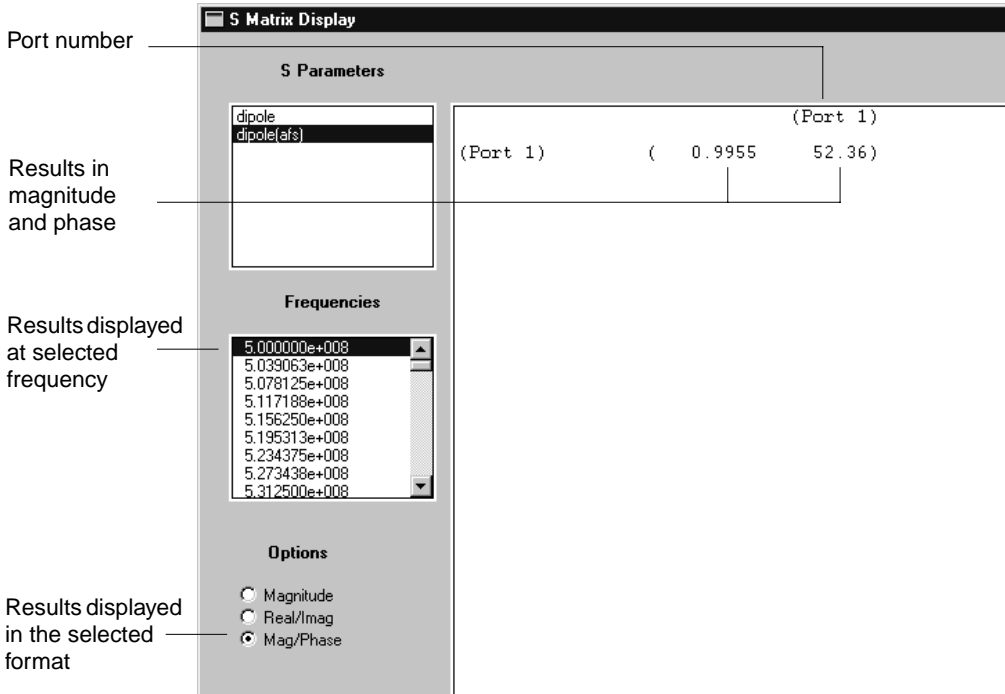 S Matrix Display
Port number
S Parameters
dipole
dipole(afs)
(Port 1)
(Port 1) ( 0.9955 52.36)
Results in
magnitude
and phase
Frequencies
Results displayed
at selected
frequency
5.000000e+008
5.039063e+008
5.078125e+008
5.117188e+008
5.156250e+008
5.195313e+008
5.234375e+008
5.273438e+008
5.312500e+008
Options
Magnitude
Real/Imag
Mag/Phase
Results displayed
in the selected
format